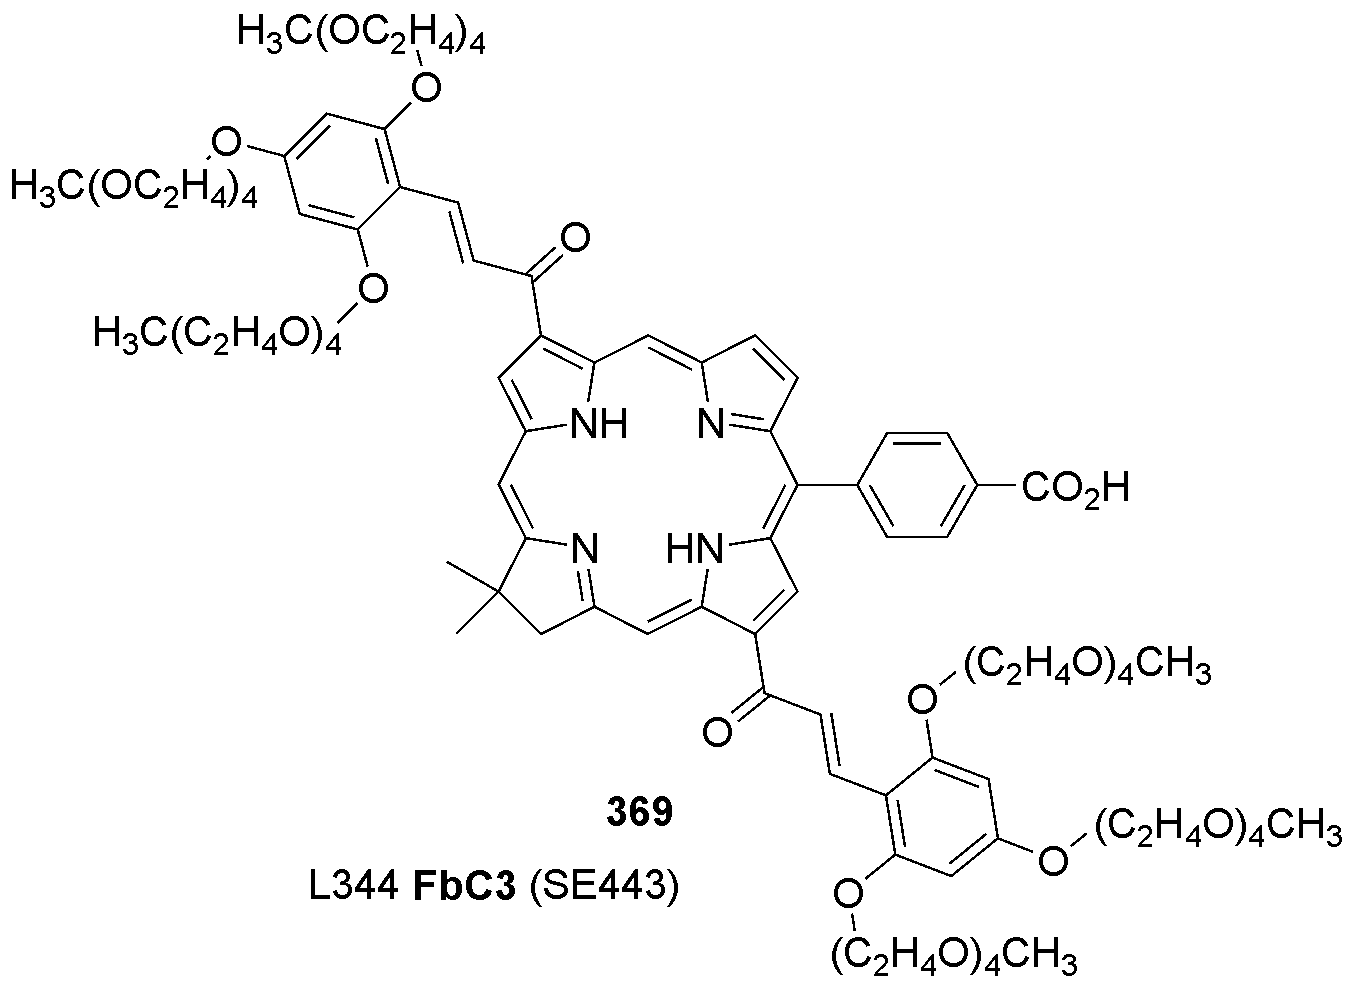 H₃C(OC₂H₄)₄
O
O
H₃C(OC₂H₄)₄
O
O
H₃C(C₂H₄O)₄
NH
N
CO₂H
N
HN
(C₂H₄O)₄CH₃
O
O
369
(C₂H₄O)₄CH₃
O
L344 FbC3 (SE443)
O
(C₂H₄O)₄CH₃